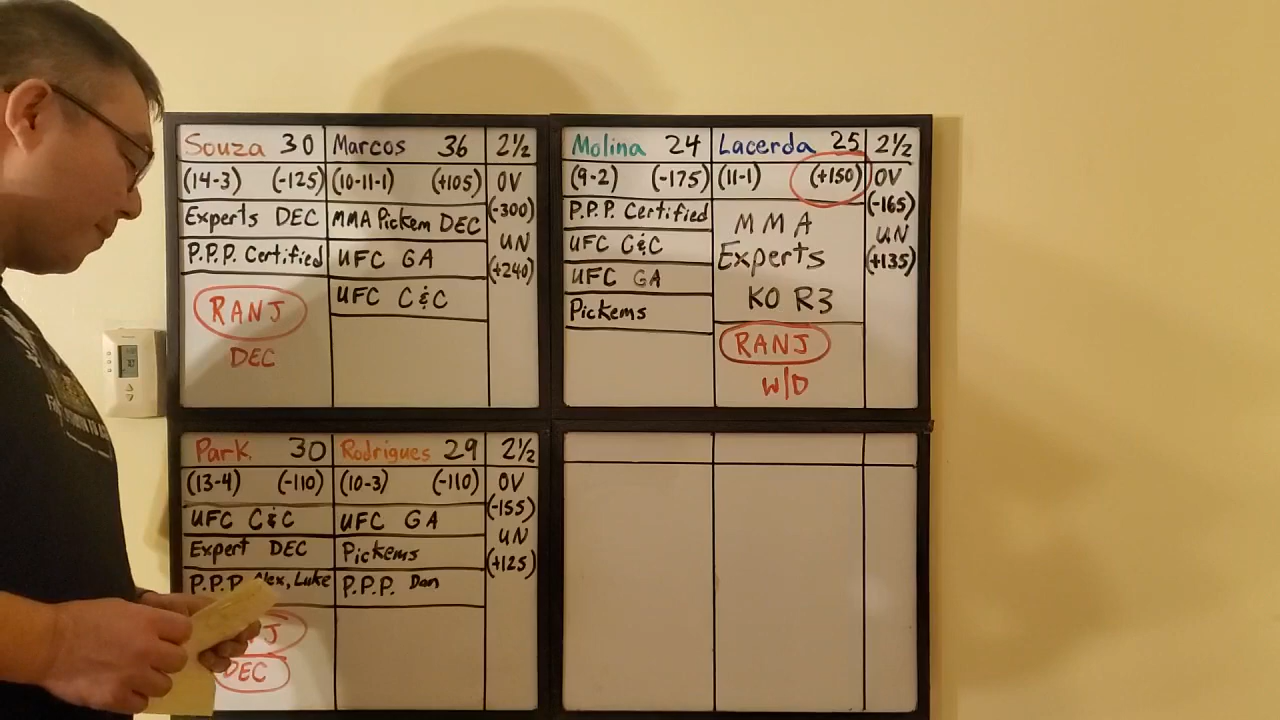 Souza 30
(14-3) (-125)
Experts DEC
P.P.P. Certified
RANJ
DEC
Marcos 36
(10-11-1) (+105)
MMA Pickem DEC
UFC GA
UFC C&C
2½
OV
(-300)
UN
(+240)
Molina 24
(9-2) (-175)
P.P.P. Certified
UFC C&C
UFC GA
Pickems
Lacerda 25
(11-1) (+150)
MMA
Experts
KO R3
RANJ
W/D
2½
OV
(-165)
UN
(+135)
Park 30
(13-4) (-110)
UFC C&C
Expert DEC
P.P.P. Alex, Luke
DEC
Rodrigues 29
(10-3) (-110)
UFC GA
Pickems
P.P.P. Dan
2½
OV
(-155)
UN
(+125)